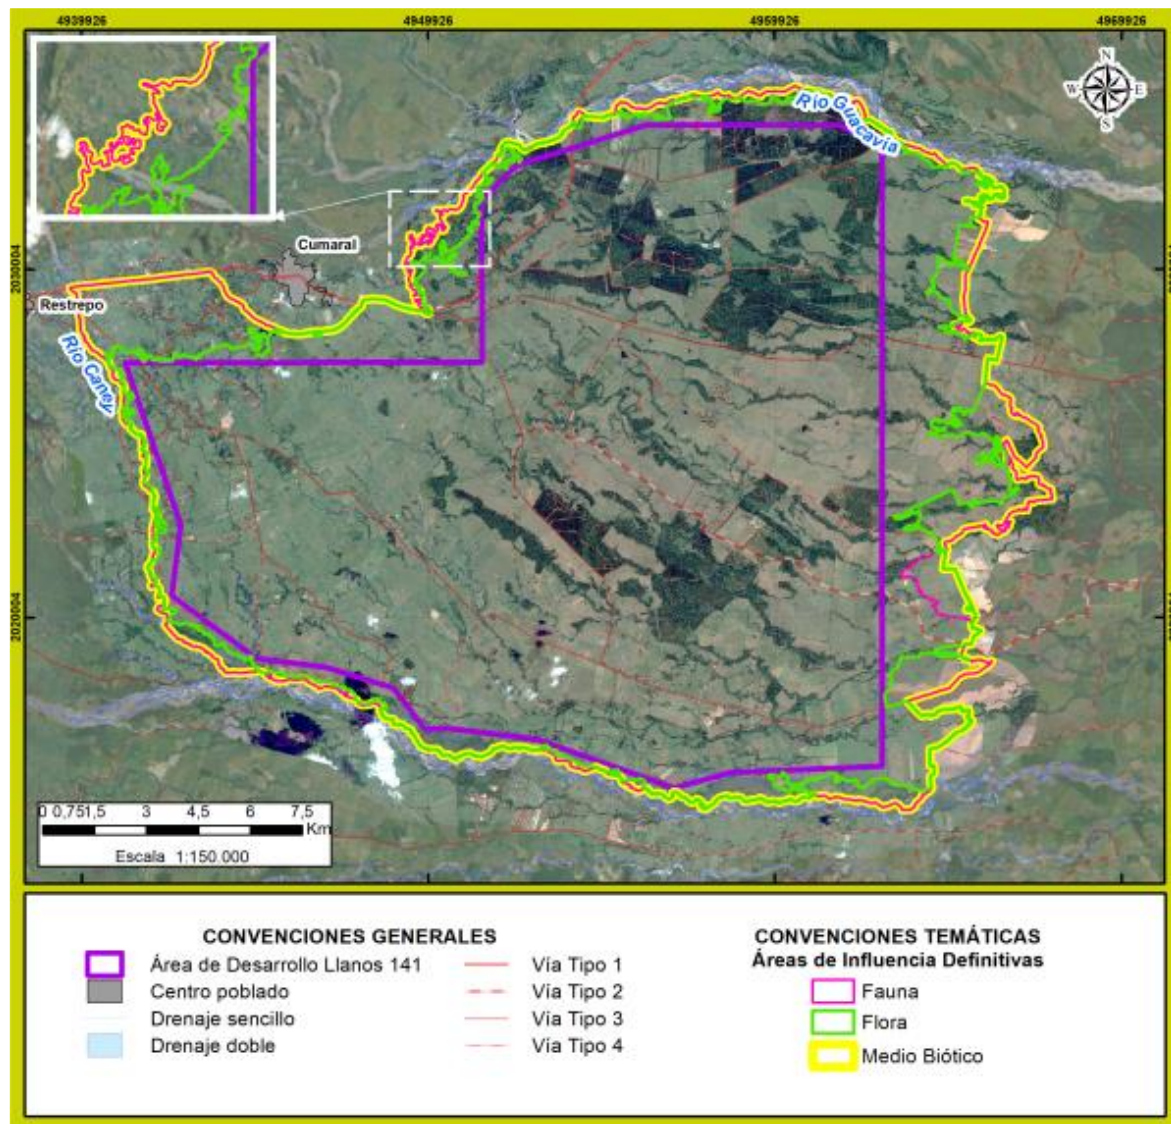 4939926 4949926 4959926 4969926
N
W E
S
Río Guacavía
Cumaral
2030004
Restrepo
Río Caney
2020004
0 0,75 1,5 3 4,5 6 7,5
Km
Escala 1:150.000
CONVENCIONES GENERALES
Área de Desarrollo Llanos 141
Centro poblado
Drenaje sencillo
Drenaje doble
Vía Tipo 1
Vía Tipo 2
Vía Tipo 3
Vía Tipo 4
CONVENCIONES TEMÁTICAS
Áreas de Influencia Definitivas
Fauna
Flora
Medio Biótico